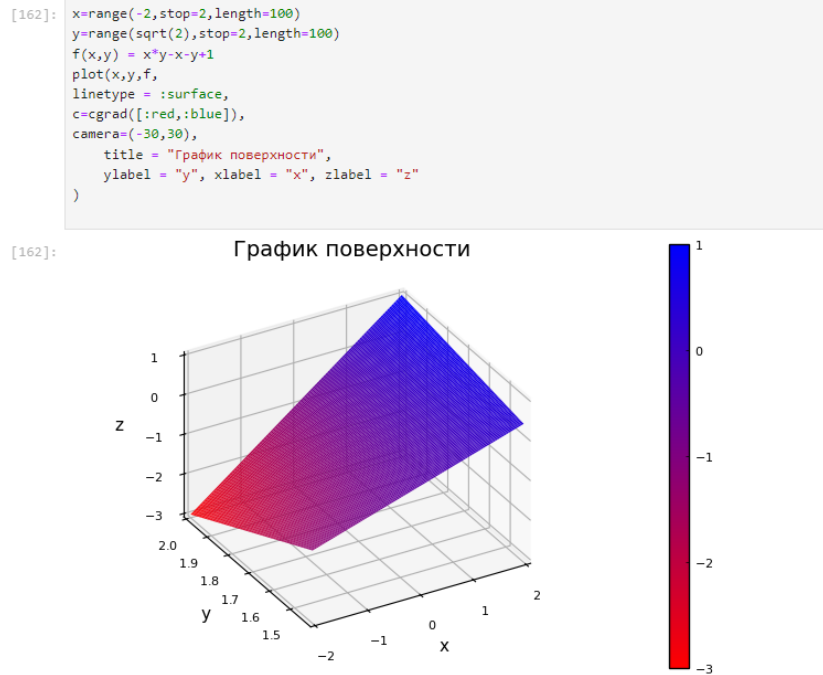 [162]: x=range(-2,stop=2,length=100)
y=range(sqrt(2),stop=2,length=100)
f(x,y) = x*y-x-y+1
plot(x,y,f,
linetype = :surface,
c=cgrad([:red,:blue]),
camera=(-30,30),
    title = "График поверхности",
    ylabel = "y", xlabel = "x", zlabel = "z"
)
[162]: График поверхности
1
0
−1
−2
−3
z
2.0
1.9
1.8
1.7
1.6
1.5
y
−2
−1
0
1
2
x
1
0
−1
−2
−3